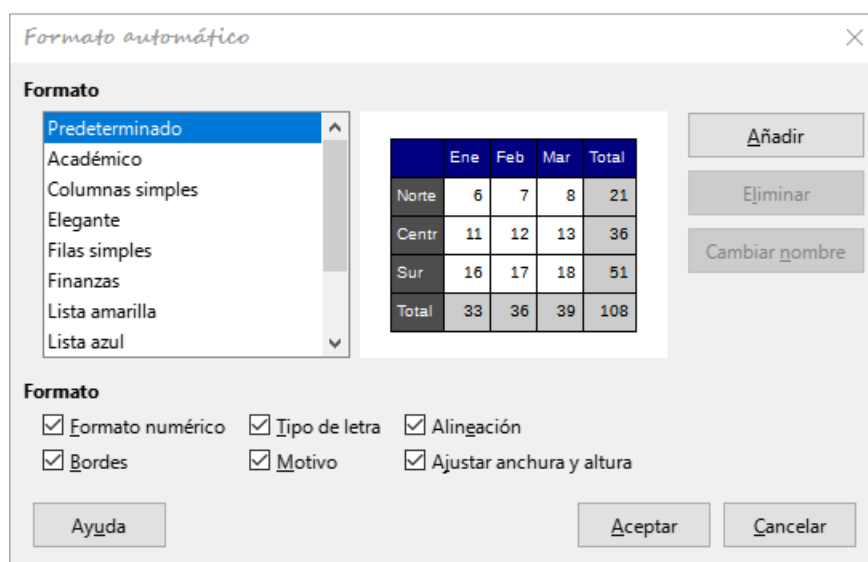 Formato automático
Formato
Predeterminado
Académico
Columnas simples
Elegante
Filas simples
Finanzas
Lista amarilla
Lista azul
Ene Feb Mar Total
Norte 6 7 8 21
Centr 11 12 13 36
Sur 16 17 18 51
Total 33 36 39 108
Añadir
Eliminar
Cambiar nombre
Formato
Formato numérico Tipo de letra Alineación
Bordes Motivo Ajustar anchura y altura
Ayuda Aceptar Cancelar